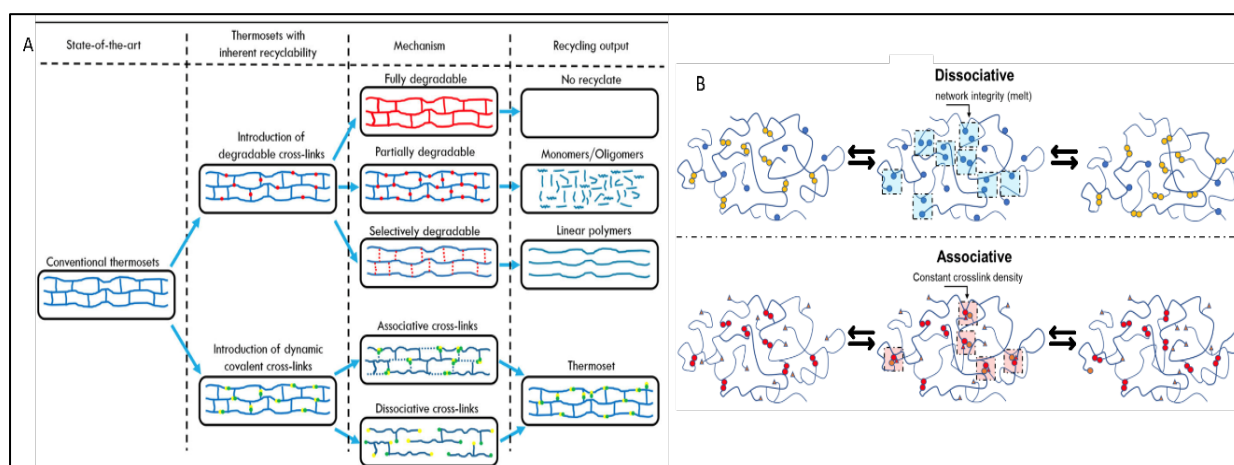 A
State-of-the-art
Thermosets with
inherent recyclability
Mechanism
Recycling output
Fully degradable
No recyclate
Introduction of
degradable cross-links
Partially degradable
Monomers/Oligomers
Selectively degradable
Linear polymers
Conventional thermosets
Introduction of dynamic
covalent cross-links
Associative cross-links
Thermoset
Dissociative cross-links
B
Dissociative
network integrity (melt)
Associative
Constant crosslink density